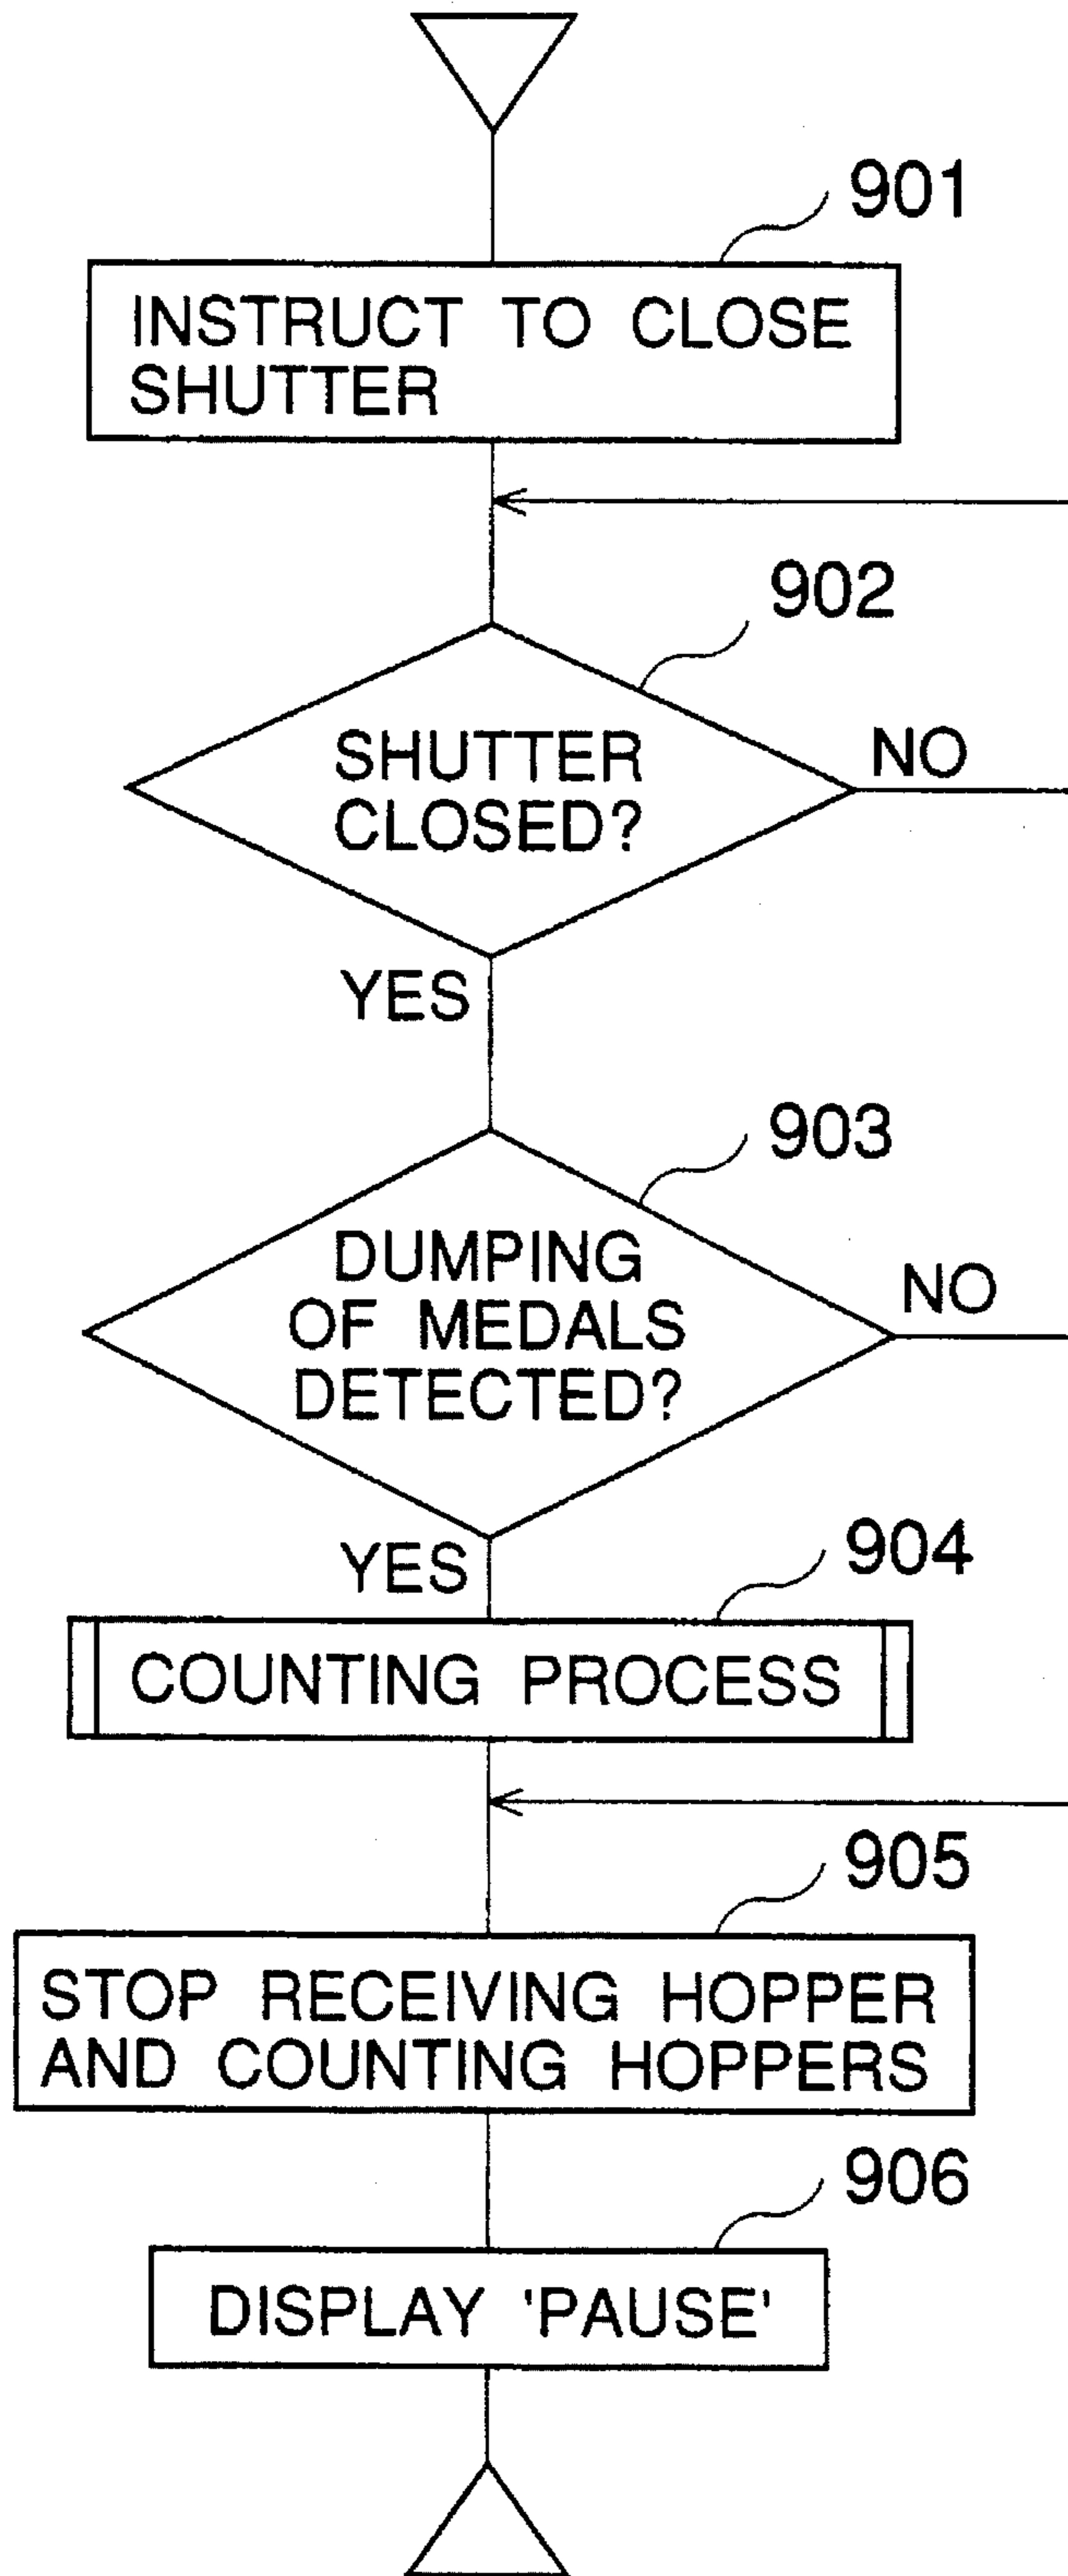 901
INSTRUCT TO CLOSE
SHUTTER
902
SHUTTER
CLOSED?
NO
YES
903
DUMPING
OF MEDALS
DETECTED?
NO
YES
904
COUNTING PROCESS
905
STOP RECEIVING HOPPER
AND COUNTING HOPPERS
906
DISPLAY 'PAUSE'